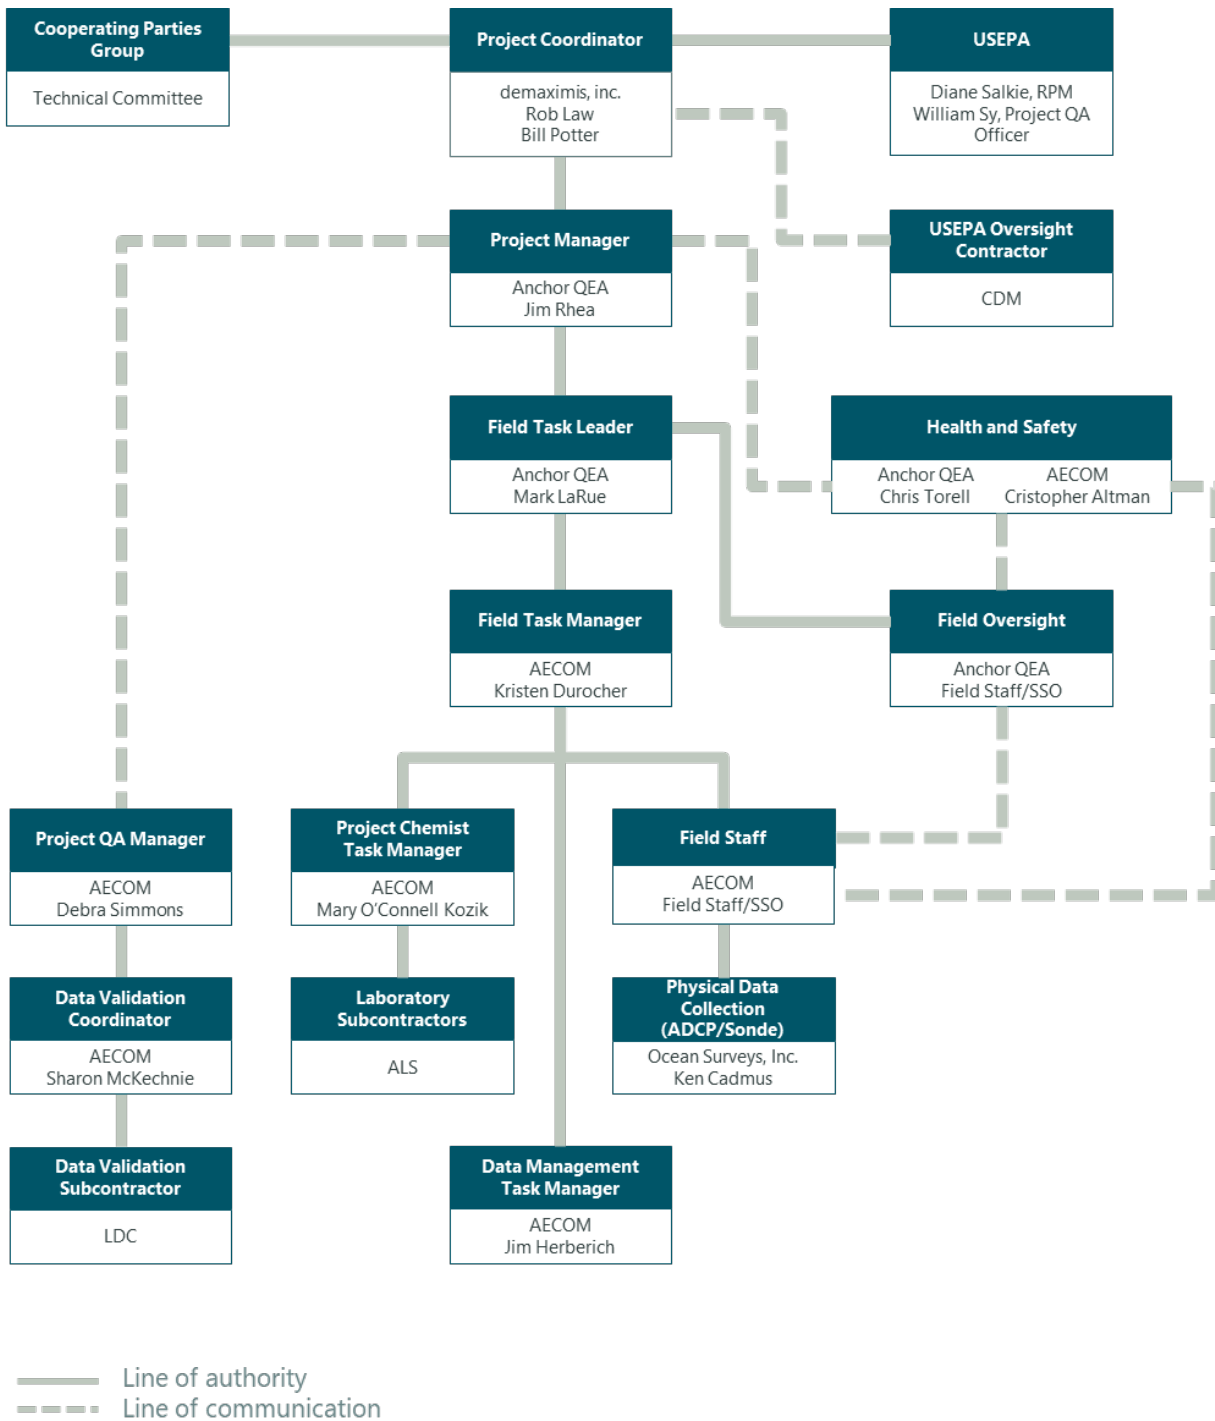 Cooperating Parties
Group
Technical Committee
Project Coordinator
demaximis, inc.
Rob Law
Bill Potter
USEPA
Diane Salkie, RPM
William Sy, Project QA
Officer
Project Manager
Anchor QEA
Jim Rhea
USEPA Oversight
Contractor
CDM
Field Task Leader
Anchor QEA
Mark LaRue
Health and Safety
Anchor QEA
Chris Torell
AECOM
Cristopher Altman
Field Task Manager
AECOM
Kristen Durocher
Field Oversight
Anchor QEA
Field Staff/SSO
Project QA Manager
AECOM
Debra Simmons
Project Chemist
Task Manager
AECOM
Mary O’Connell Kozik
Field Staff
AECOM
Field Staff/SSO
Data Validation
Coordinator
AECOM
Sharon McKechnie
Laboratory
Subcontractors
ALS
Physical Data
Collection
(ADCP/Sonde)
Ocean Surveys, Inc.
Ken Cadmus
Data Validation
Subcontractor
LDC
Data Management
Task Manager
AECOM
Jim Herberich
Line of authority
Line of communication